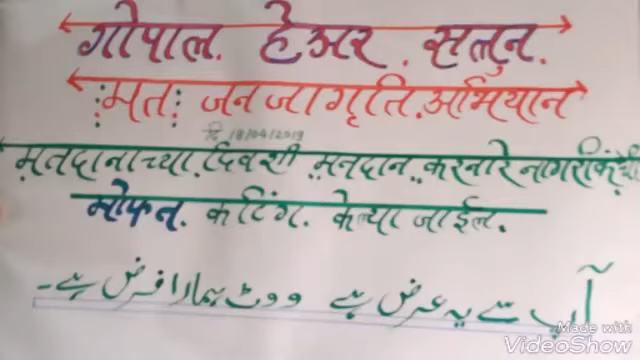 गोपाल. हेअर. सलुन.
:मत: जन जागृति.अभियान
दि 18/04/2019
मतदानाच्या.दिवशी मतदान..करनारे नागरीकांची
मोफत. कटिंग. केल्या जाईल.
آپ سے یہ عرض ہے ووٹ ہمارا فرض ہے۔
Made with
VideoShow